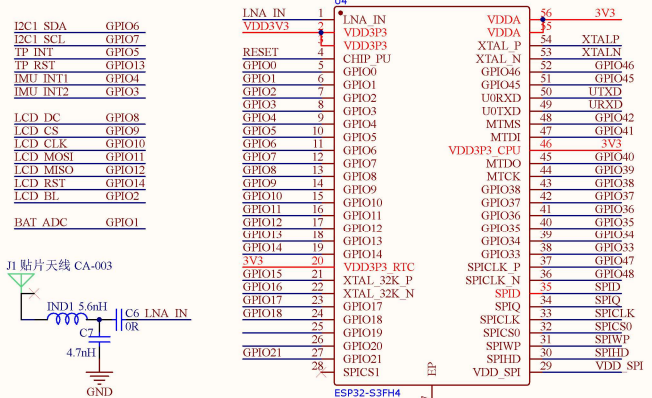 I2C1_SDA GPIO6
I2C1_SCL GPIO7
TP_INT GPIO5
TP_RST GPIO13
IMU_INT1 GPIO4
IMU_INT2 GPIO3
LCD_DC GPIO8
LCD_CS GPIO9
LCD_CLK GPIO10
LCD_MOSI GPIO11
LCD_MISO GPIO12
LCD_RST GPIO14
LCD_BL GPIO2
BAT_ADC GPIO1
J1 贴片天线 CA-003
IND1 5.6nH
C6 LNA_IN
0R
C7
4.7nH
GND
U4
LNA_IN 1 LNA_IN VDDA 56 3V3
VDD3V3 2 VDD3P3 VDDA 55
3 VDD3P3 XTAL_P 54 XTALP
RESET 4 CHIP_PU XTAL_N 53 XTALN
GPIO0 5 GPIO0 GPIO46 52 GPIO46
GPIO1 6 GPIO1 GPIO45 51 GPIO45
GPIO2 7 GPIO2 U0RXD 50 UTXD
GPIO3 8 GPIO3 U0TXD 49 URXD
GPIO4 9 GPIO4 MTMS 48 GPIO42
GPIO5 10 GPIO5 MTDI 47 GPIO41
GPIO6 11 GPIO6 VDD3P3_CPU 46 3V3
GPIO7 12 GPIO7 MTDO 45 GPIO40
GPIO8 13 GPIO8 MTCK 44 GPIO39
GPIO9 14 GPIO9 GPIO38 43 GPIO38
GPIO10 15 GPIO10 GPIO37 42 GPIO37
GPIO11 16 GPIO11 GPIO36 41 GPIO36
GPIO12 17 GPIO12 GPIO35 40 GPIO35
GPIO13 18 GPIO13 GPIO34 39 GPIO34
GPIO14 19 GPIO14 GPIO33 38 GPIO33
3V3 20 VDD3P3_RTC SPICLK_P 37 GPIO47
GPIO15 21 XTAL_32K_P SPICLK_N 36 GPIO48
GPIO16 22 XTAL_32K_N SPID 35 SPID
GPIO17 23 GPIO17 SPIQ 34 SPIQ
GPIO18 24 GPIO18 SPICLK 33 SPICLK
25 GPIO19 SPICS0 32 SPICS0
26 GPIO20 SPIWP 31 SPIWP
GPIO21 27 GPIO21 SPIHD 30 SPIHD
28 SPICS1 VDD_SPI 29 VDD_SPI
EP
ESP32-S3FH4